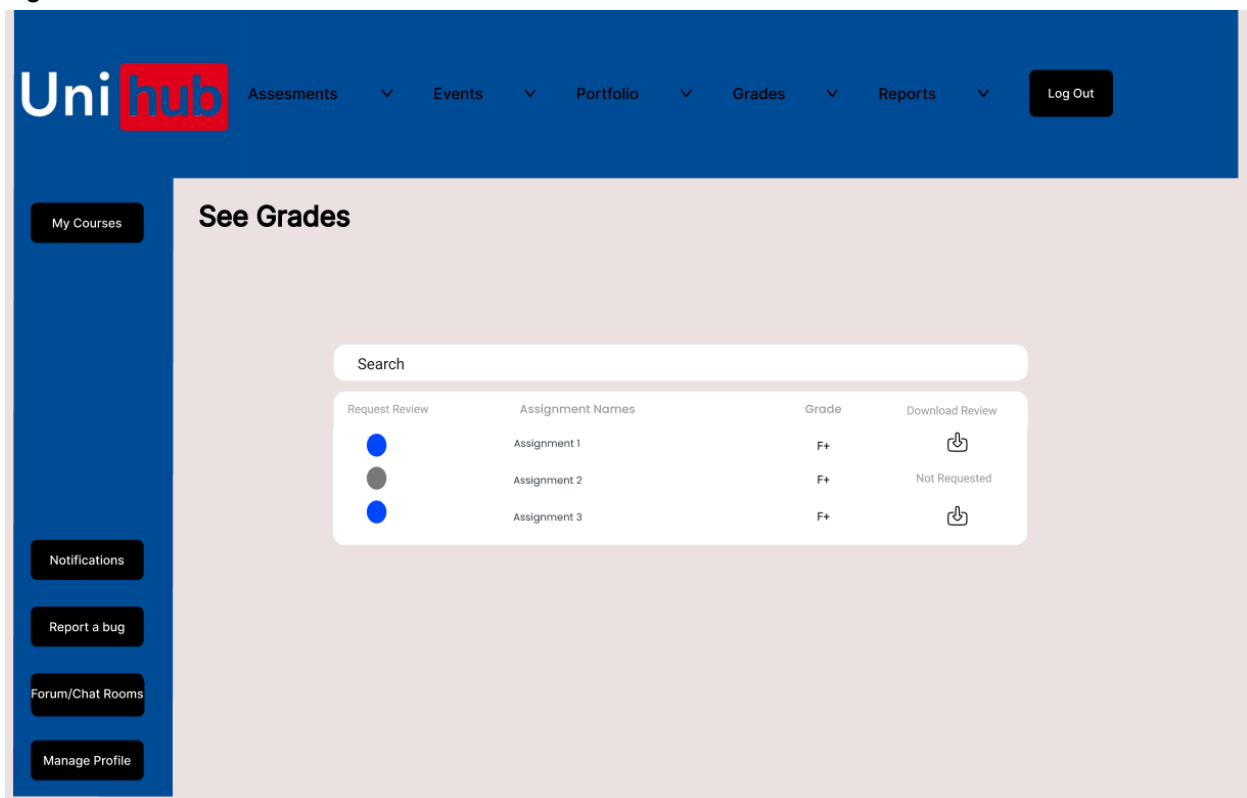 Uni hub
Assesments Events Portfolio Grades Reports Log Out
My Courses
See Grades
Search
Request Review Assignment Names Grade Download Review
Assignment 1 F+
Assignment 2 F+ Not Requested
Assignment 3 F+
Notifications
Report a bug
Forum/Chat Rooms
Manage Profile